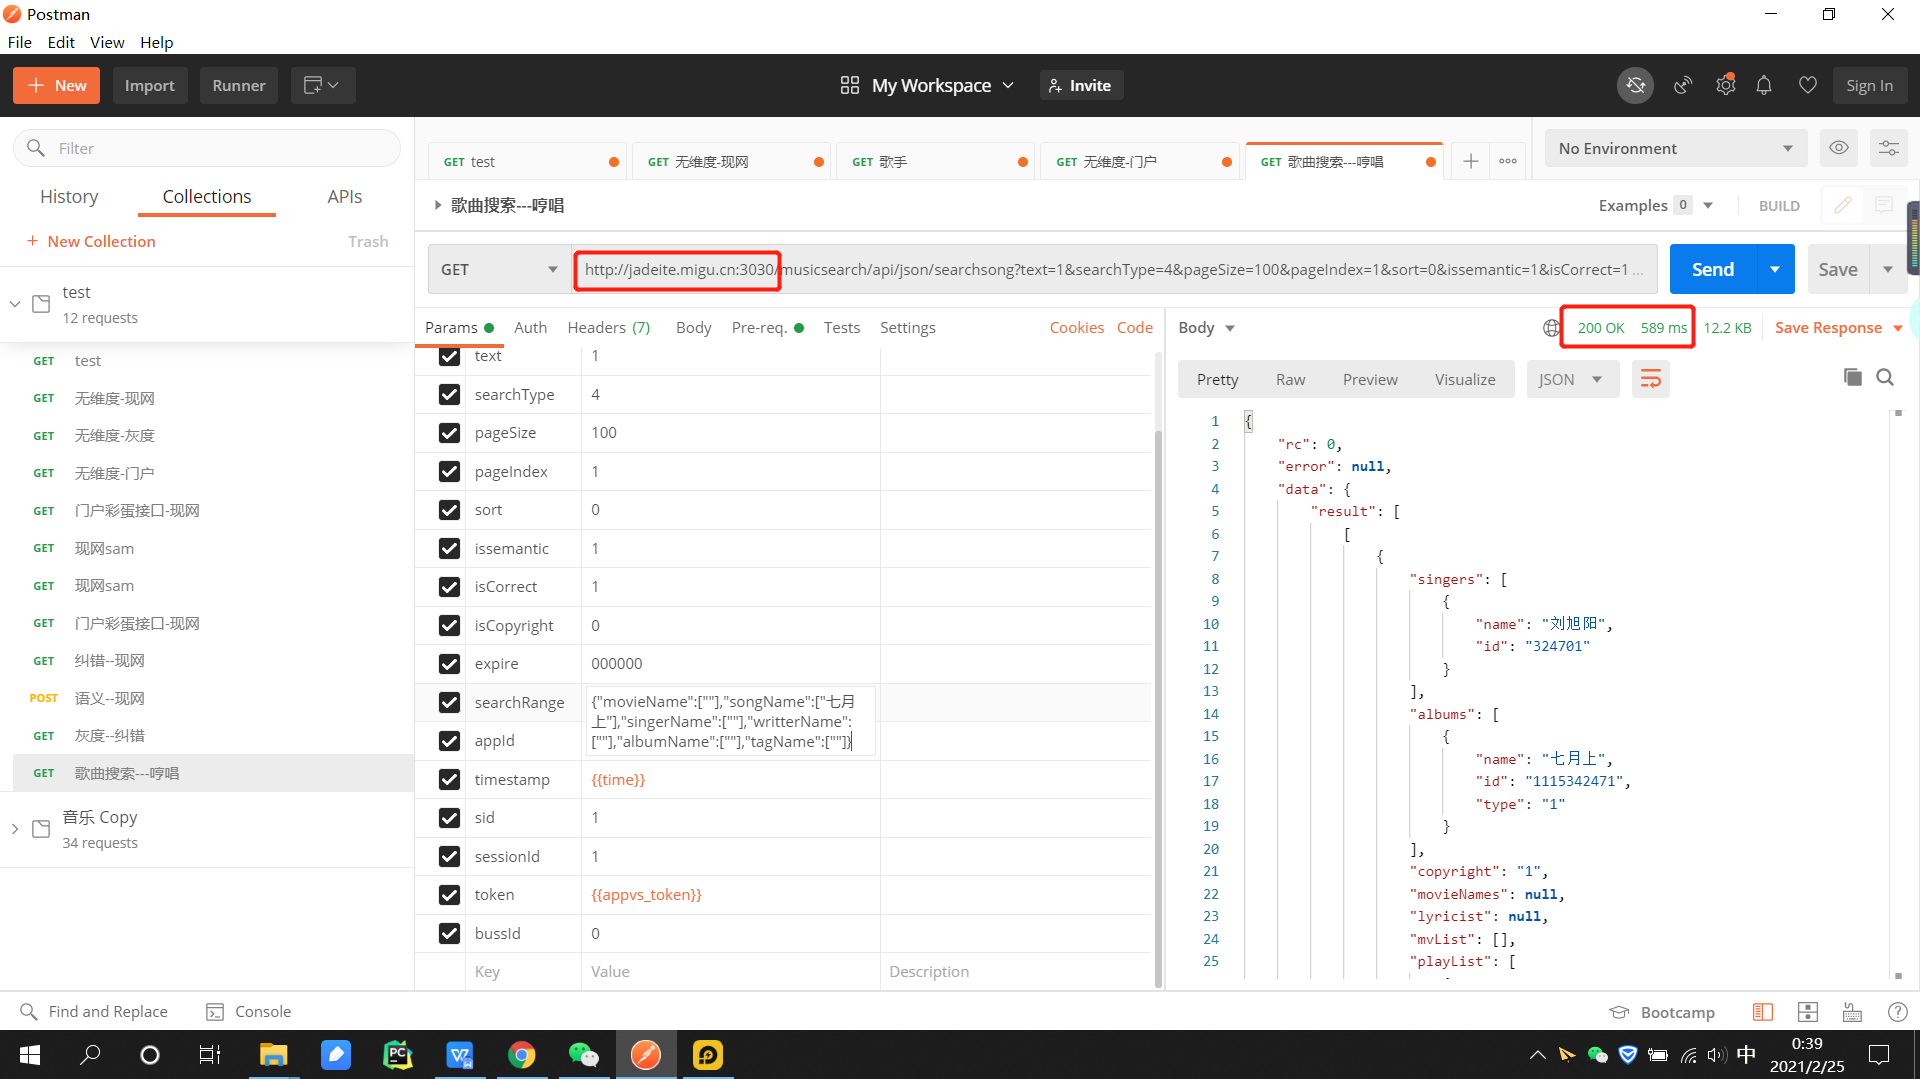 Postman
File Edit View Help
New Import Runner My Workspace Invite Sign In
Filter
History Collections APIs
+ New Collection Trash
test
12 requests
GET test
GET 无维度-现网
GET 无维度-灰度
GET 无维度-门户
GET 门户彩蛋接口-现网
GET 现网sam
GET 现网sam
GET 门户彩蛋接口-现网
GET 纠错--现网
POST 语义--现网
GET 灰度--纠错
GET 歌曲搜索---哼唱
音乐 Copy
34 requests
GET test GET 无维度-现网 GET 歌手 GET 无维度-门户 GET 歌曲搜索---哼唱
No Environment
歌曲搜索---哼唱
Examples 0 BUILD
GET http://jadeite.migu.cn:3030/musicsearch/api/json/searchsong?text=1&searchType=4&pageSize=100&pageIndex=1&sort=0&issemantic=1&isCorrect=1 ...
Send Save
Params Auth Headers (7) Body Pre-req. Tests Settings Cookies Code
text 1
searchType 4
pageSize 100
pageIndex 1
sort 0
issemantic 1
isCorrect 1
isCopyright 0
expire 000000
searchRange {"movieName":[""],"songName":["七月
上"],"singerName":[""],"writterName":
appId [""],"albumName":[""],"tagName":[""]}
timestamp {{time}}
sid 1
sessionId 1
token {{appvs_token}}
bussId 0
Key Value Description
Body 200 OK 589 ms 12.2 KB Save Response
Pretty Raw Preview Visualize JSON
1 {
2 "rc": 0,
3 "error": null,
4 "data": {
5 "result": [
6 [
7 {
8 "singers": [
9 {
10 "name": "刘旭阳",
11 "id": "324701"
12 }
13 ],
14 "albums": [
15 {
16 "name": "七月上",
17 "id": "1115342471",
18 "type": "1"
19 }
20 ],
21 "copyright": "1",
22 "movieNames": null,
23 "lyricist": null,
24 "mvList": [],
25 "playList": [
Find and Replace Console Bootcamp
中 0:39
2021/2/25